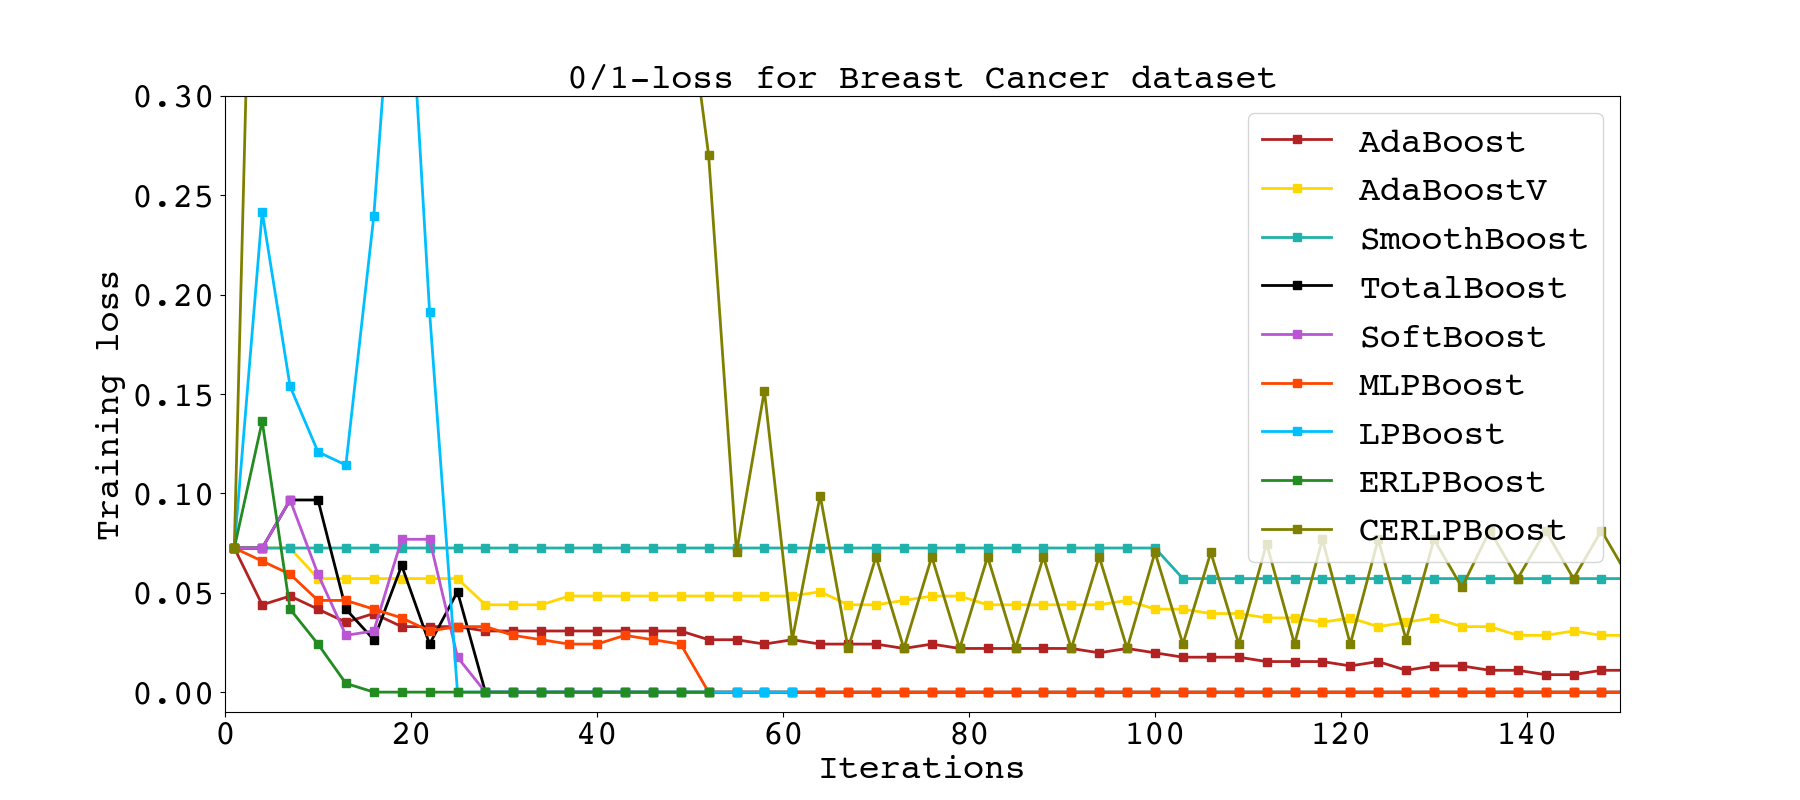 0/1-loss for Breast Cancer dataset
0.30
0.25
0.20
0.15
0.10
0.05
0.00
Training loss
0 20 40 60 80 100 120 140
Iterations
AdaBoost
AdaBoostV
SmoothBoost
TotalBoost
SoftBoost
MLPBoost
LPBoost
ERLPBoost
CERLPBoost